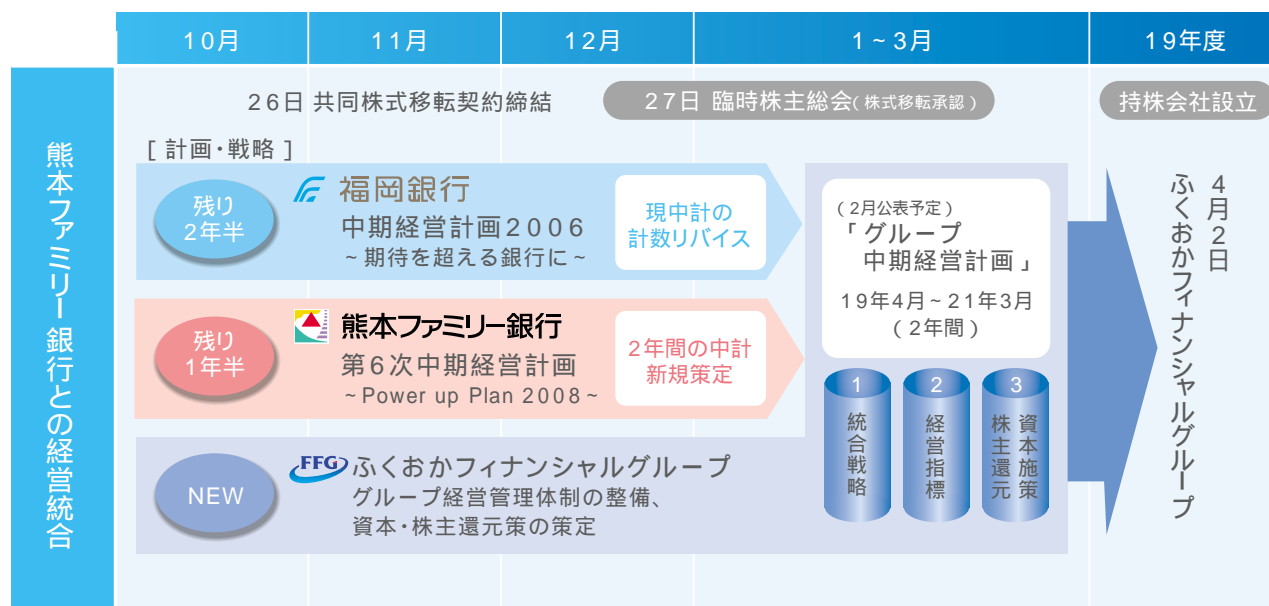 10月
11月
12月
1~3月
19年度
熊本ファミリー銀行との経営統合
26日 共同株式移転契約締結
27日 臨時株主総会(株式移転承認)
持株会社設立
[計画・戦略]
残り
2年半
福岡銀行
中期経営計画2006
~期待を超える銀行に~
現中計の
計数リバイス
残り
1年半
熊本ファミリー銀行
第6次中期経営計画
~Power up Plan 2008~
2年間の中計
新規策定
NEW
FFG ふくおかフィナンシャルグループ
グループ経営管理体制の整備、
資本・株主還元策の策定
(2月公表予定)
「グループ
中期経営計画」
19年4月~21年3月
(2年間)
1
統合戦略
2
経営指標
3
資本施策
株主還元
4月2日
ふくおかフィナンシャルグループ